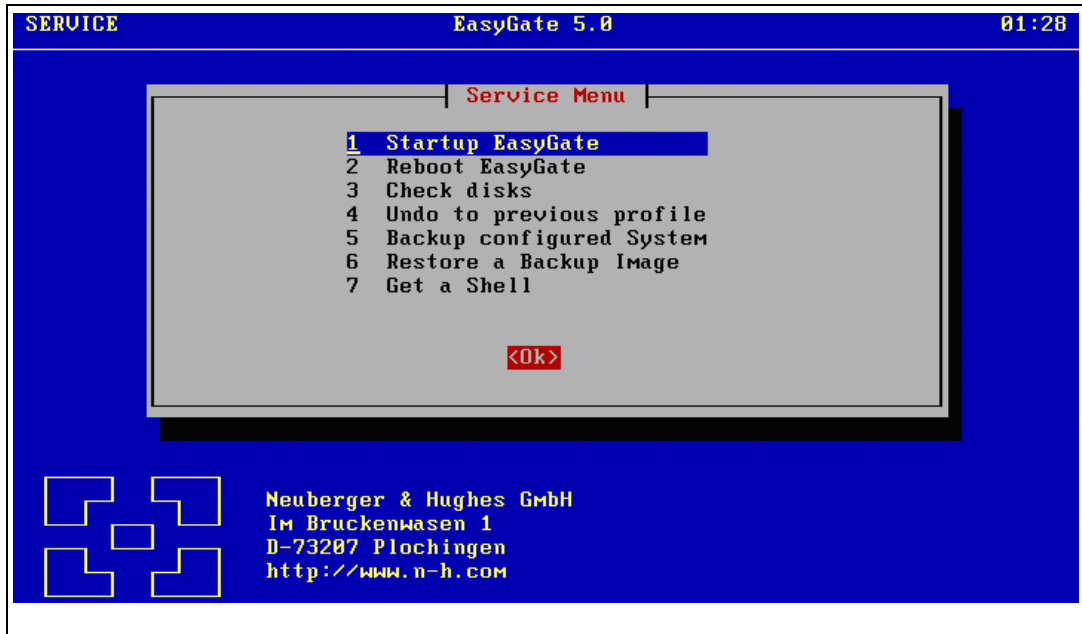 SERVICE EasyGate 5.0 01:28
Service Menu
1 Startup EasyGate
2 Reboot EasyGate
3 Check disks
4 Undo to previous profile
5 Backup configured System
6 Restore a Backup Image
7 Get a Shell
<Ok>
Neuberger & Hughes GmbH
Im Bruckenwasen 1
D-73207 Plochingen
http://www.n-h.com